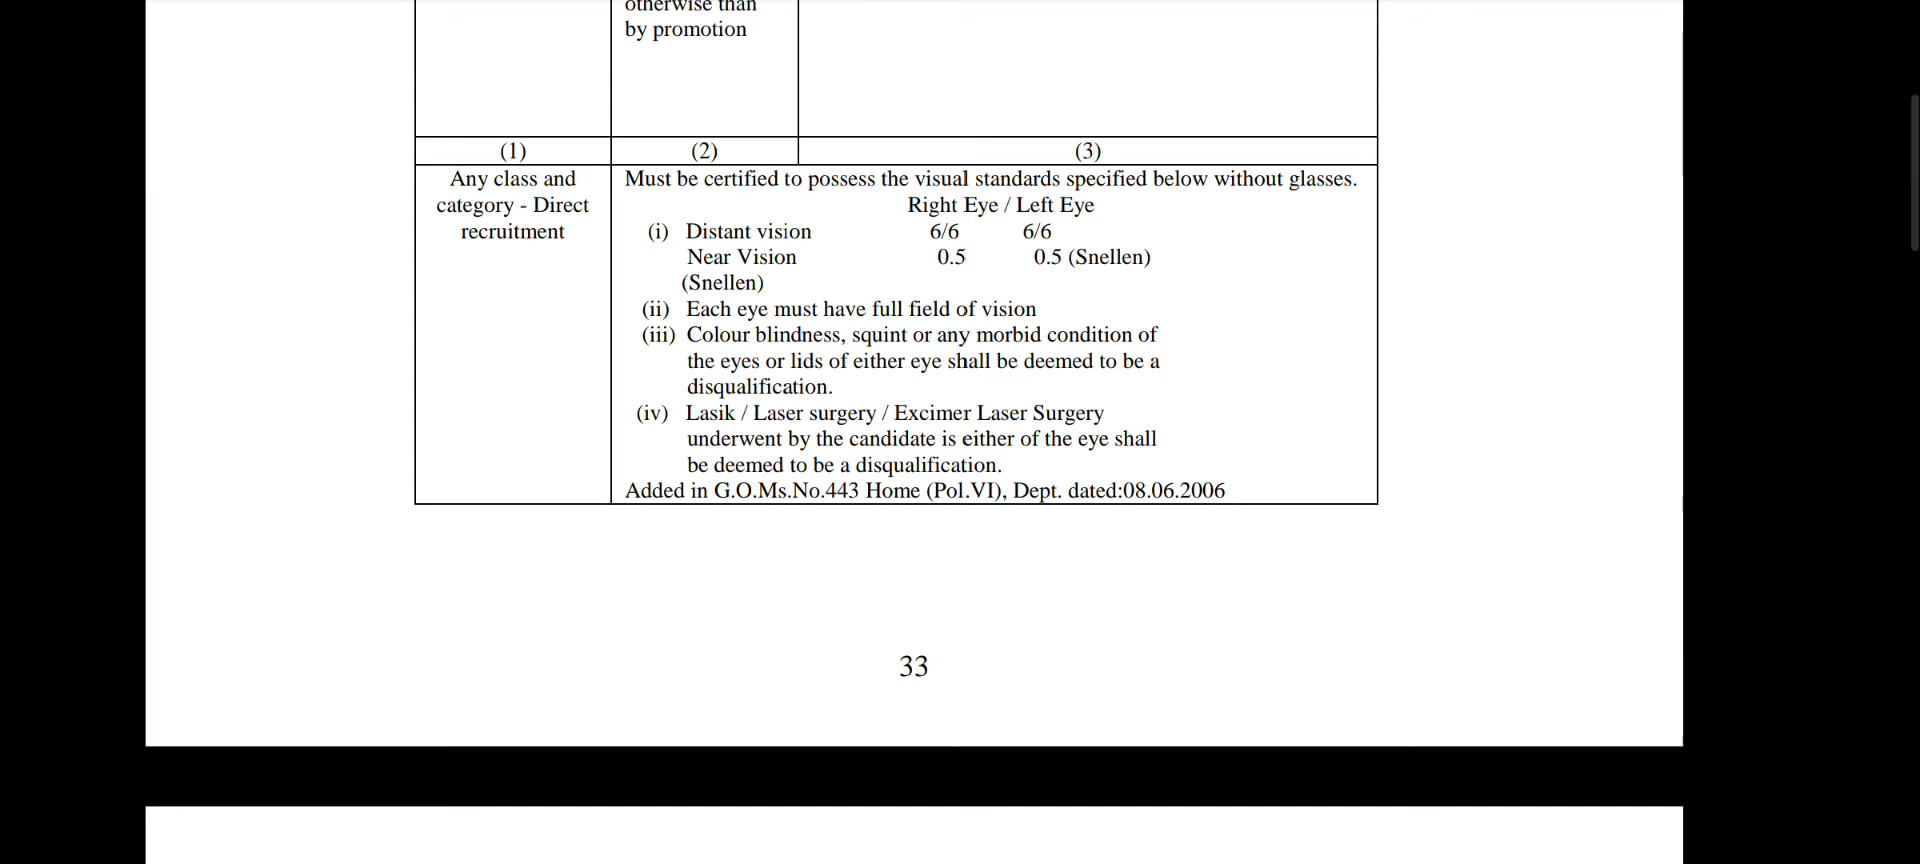 otherwise than
by promotion
(1) (2) (3)
Any class and
category - Direct
recruitment
Must be certified to possess the visual standards specified below without glasses.
Right Eye / Left Eye
(i) Distant vision 6/6 6/6
Near Vision 0.5 0.5 (Snellen)
(Snellen)
(ii) Each eye must have full field of vision
(iii) Colour blindness, squint or any morbid condition of
the eyes or lids of either eye shall be deemed to be a
disqualification.
(iv) Lasik / Laser surgery / Excimer Laser Surgery
underwent by the candidate is either of the eye shall
be deemed to be a disqualification.
Added in G.O.Ms.No.443 Home (Pol.VI), Dept. dated:08.06.2006
33